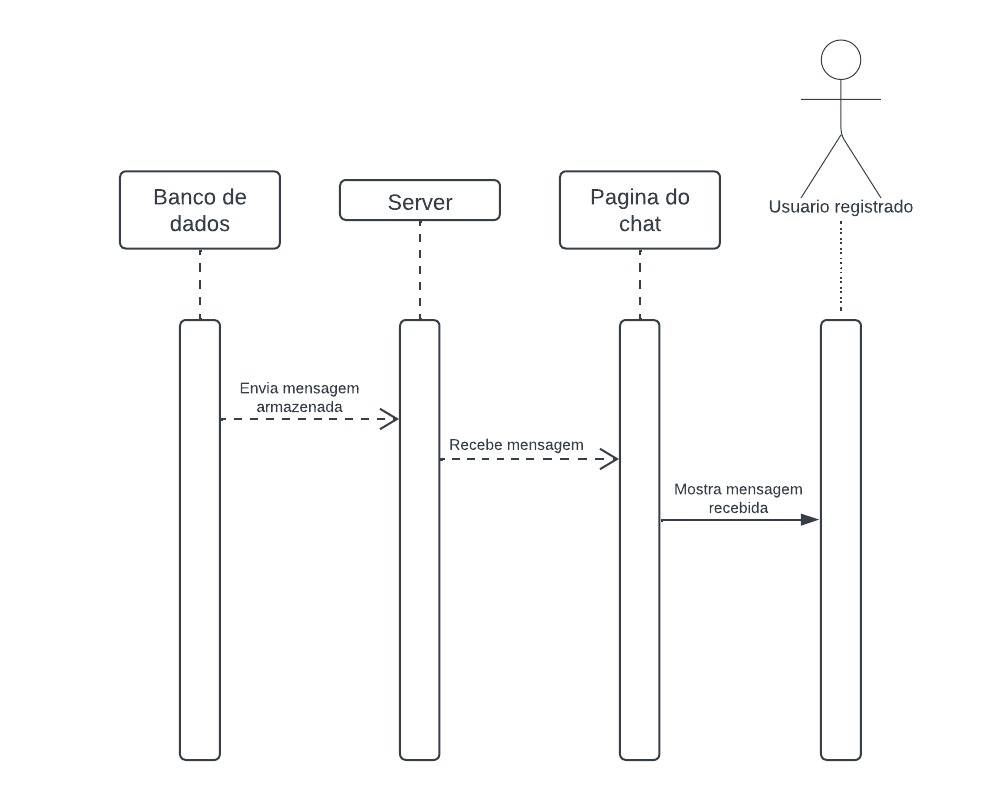 Banco de
dados
Server
Pagina do
chat
Usuario registrado
Envia mensagem
armazenada
Recebe mensagem
Mostra mensagem
recebida